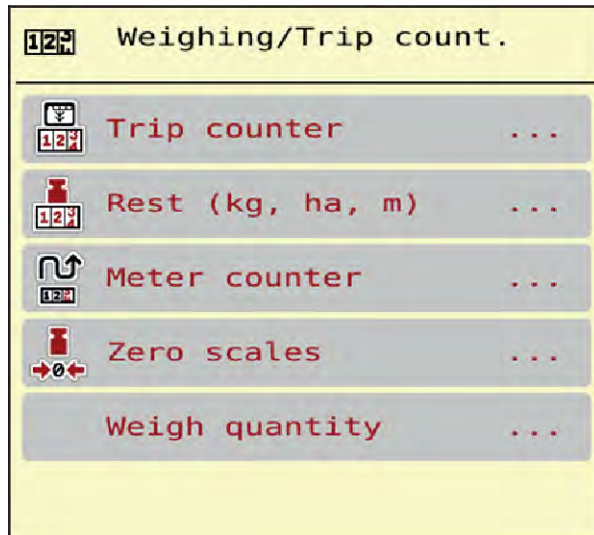 Weighing/Trip count.
Trip counter ...
Rest (kg, ha, m) ...
Meter counter ...
Zero scales ...
Weigh quantity ...